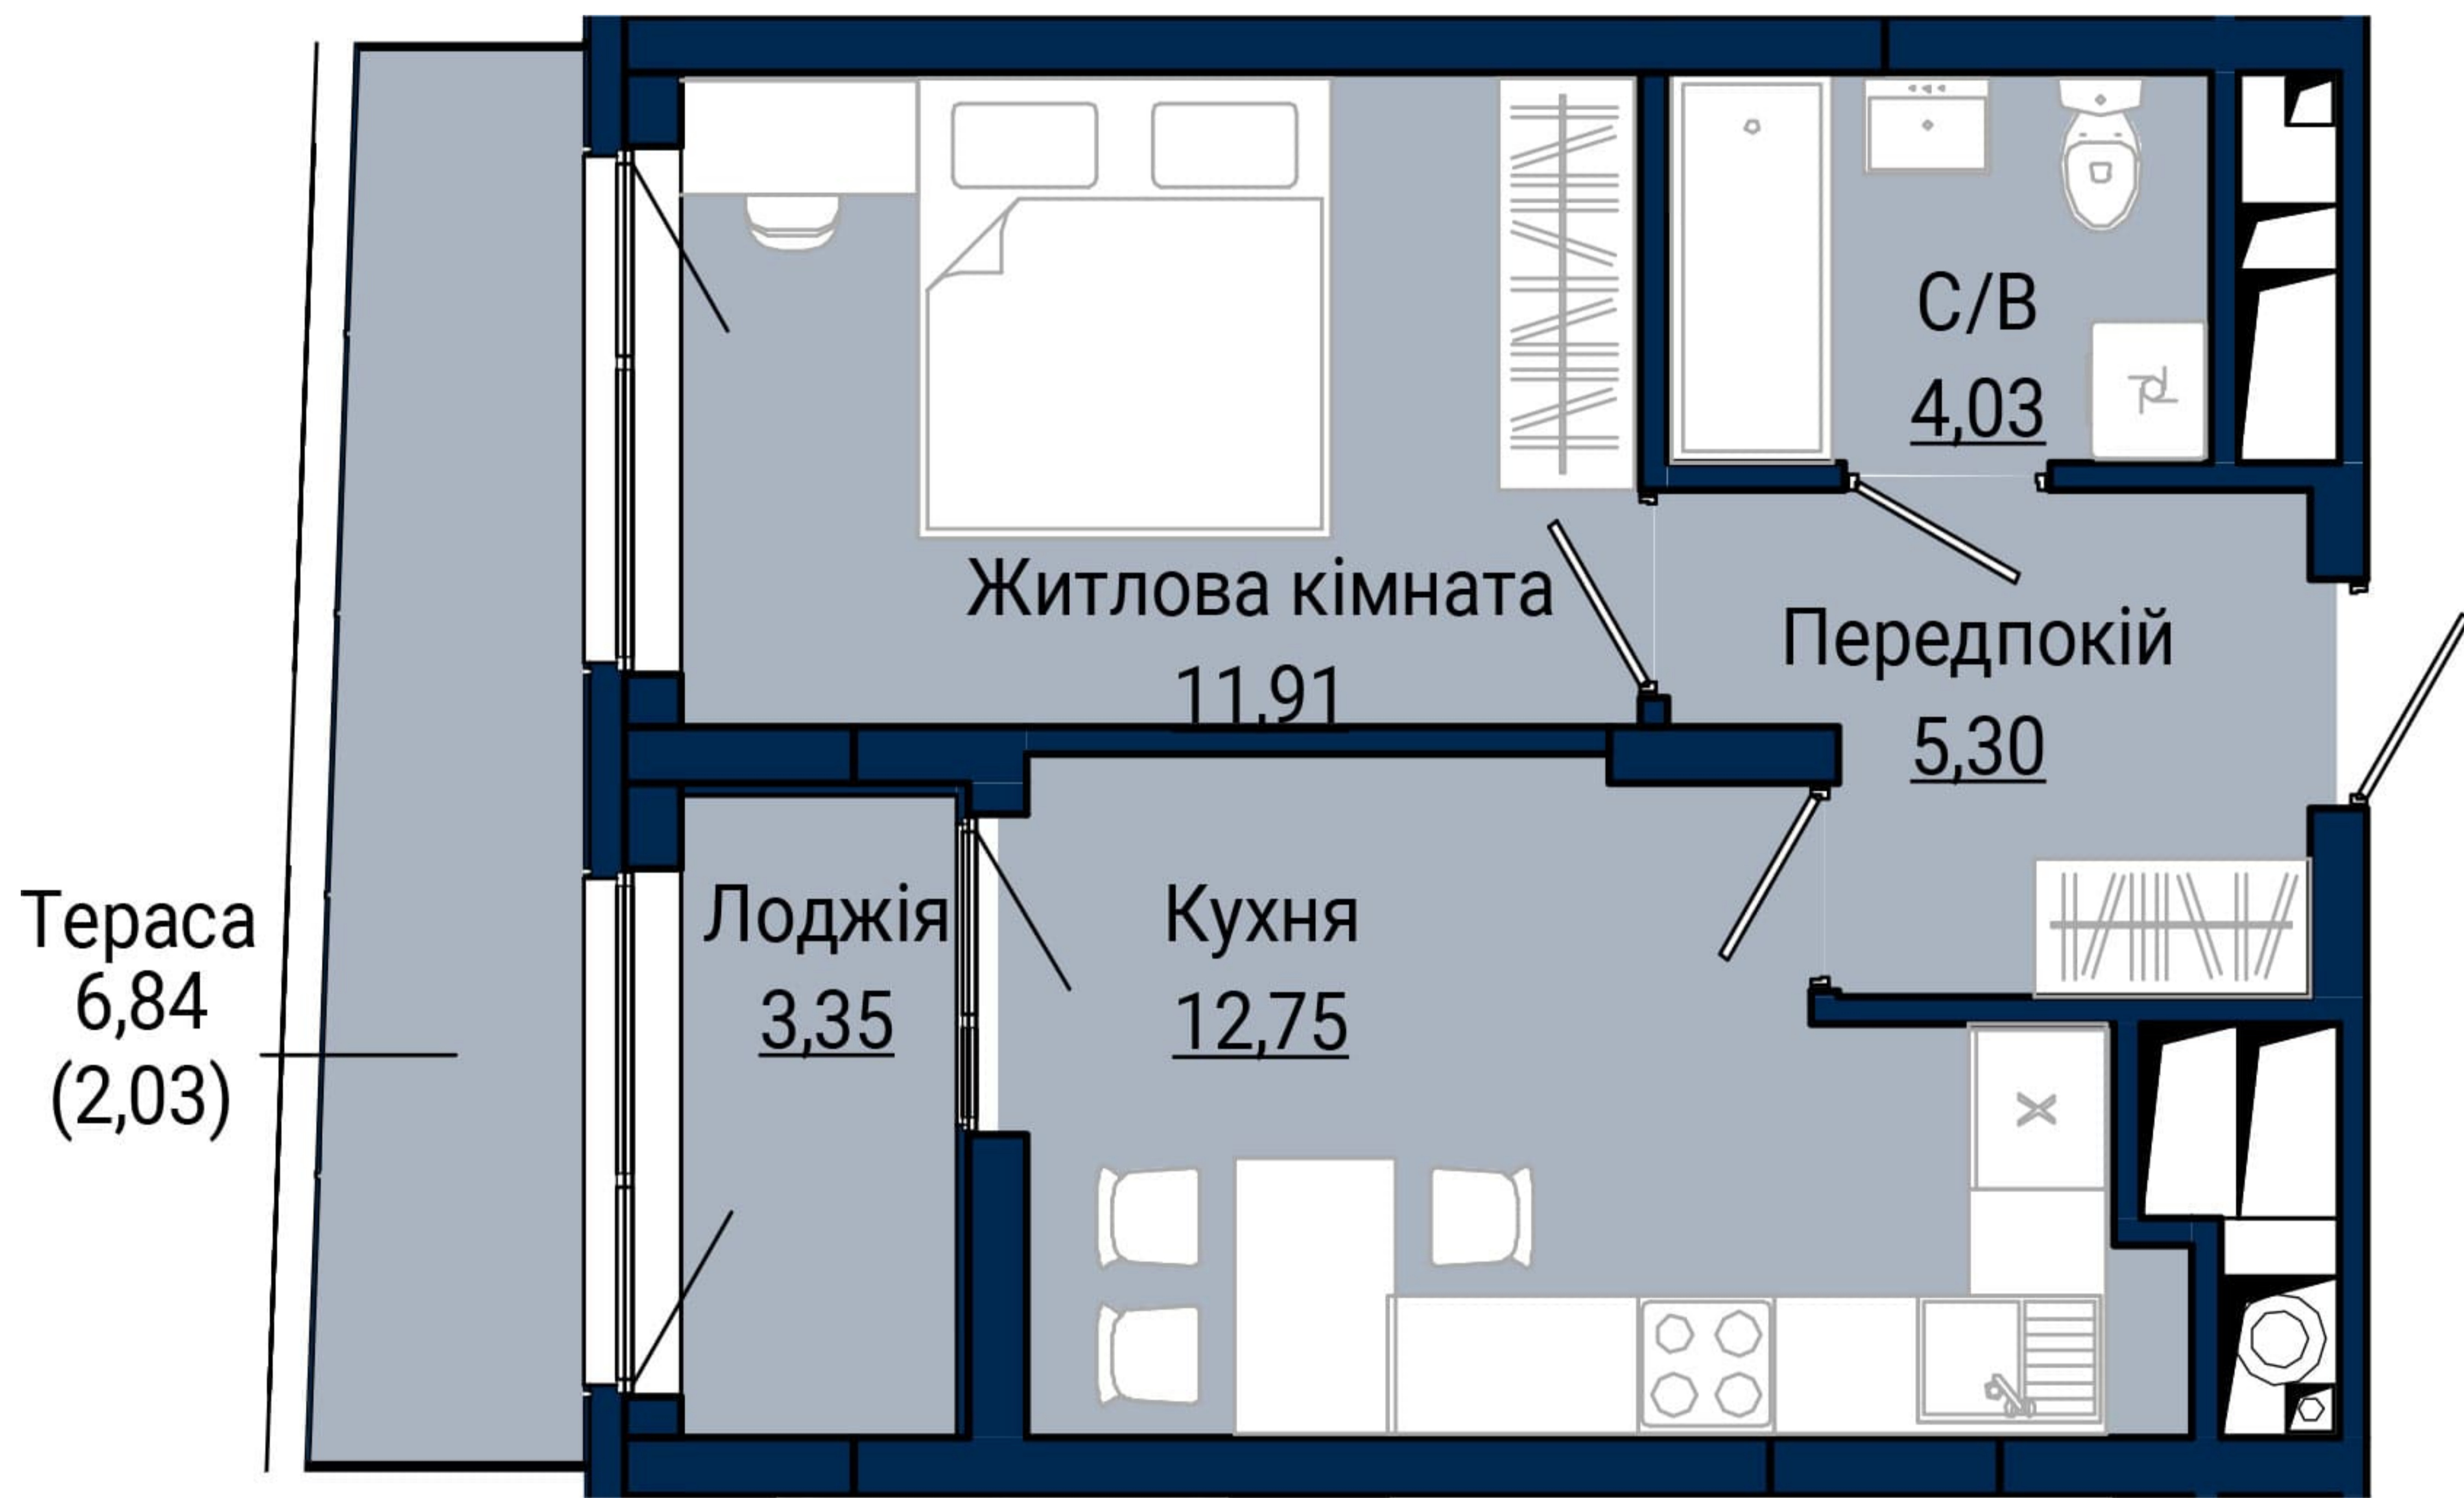 С/В
4,03
Житлова кімната
11,91
Передпокій
5,30
Тераса
6,84
(2,03)
Лоджія
3,35
Кухня
12,75